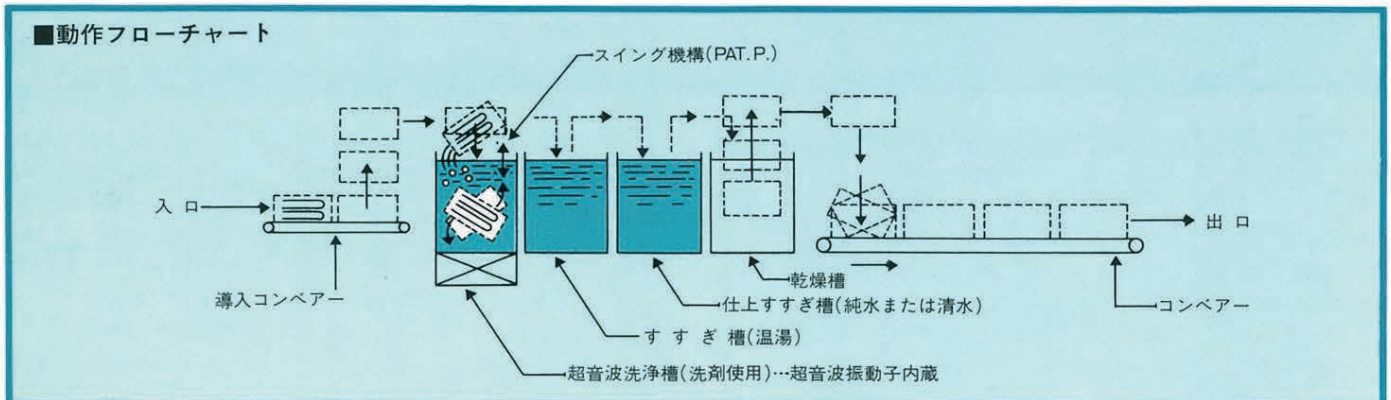 ■動作フローチャート
スイング機構(PAT.P.)
入口
出口
導入コンベアー
乾燥槽
仕上すすぎ槽(純水または清水)
コンベアー
すすぎ槽(温湯)
超音波洗浄槽(洗剤使用)…超音波振動子内蔵